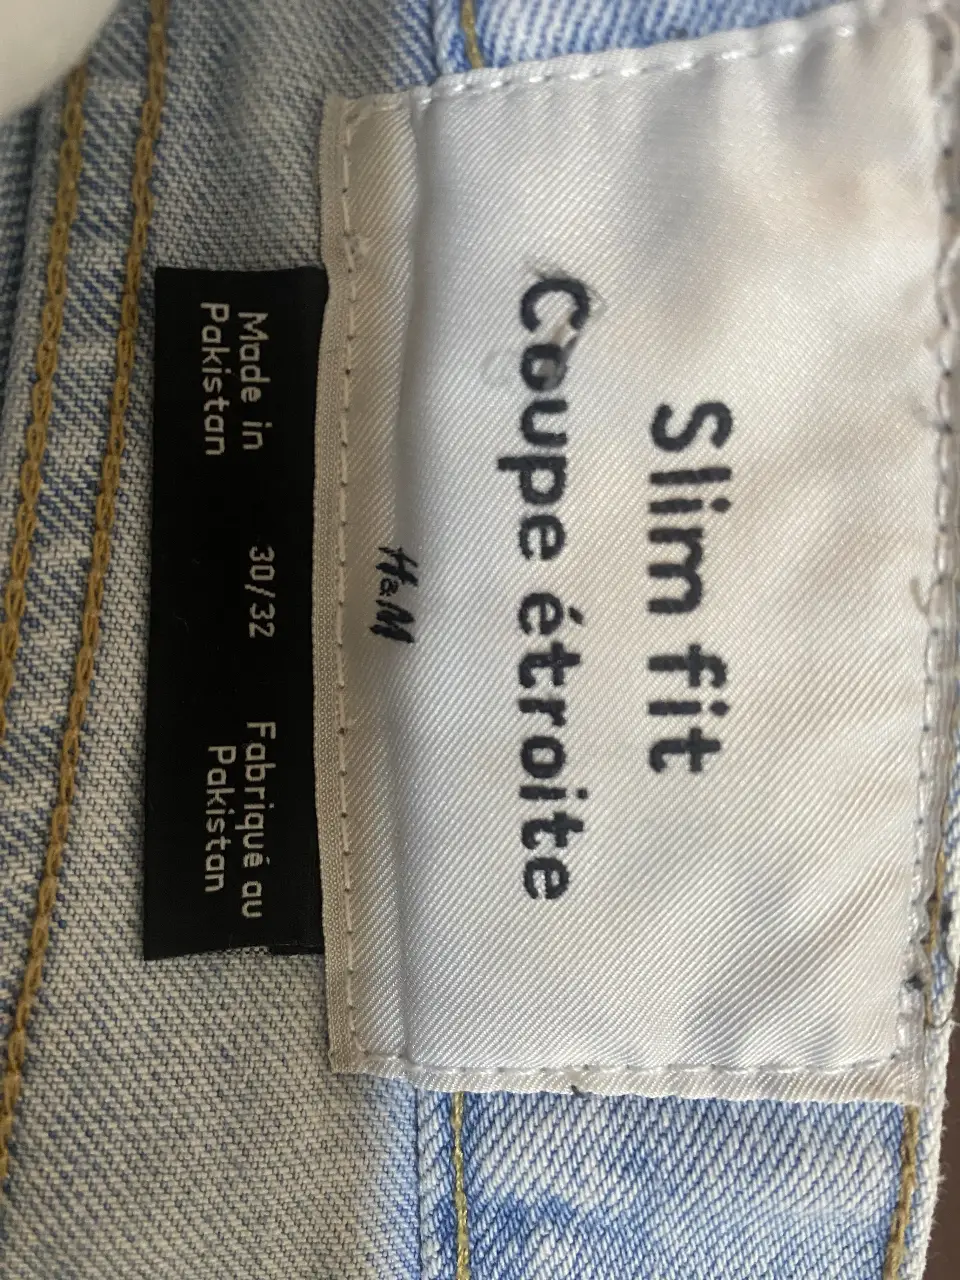 Slim fit
Coupe étroite
H&M
Made in
Pakistan
30/32
Fabriqué au
Pakistan